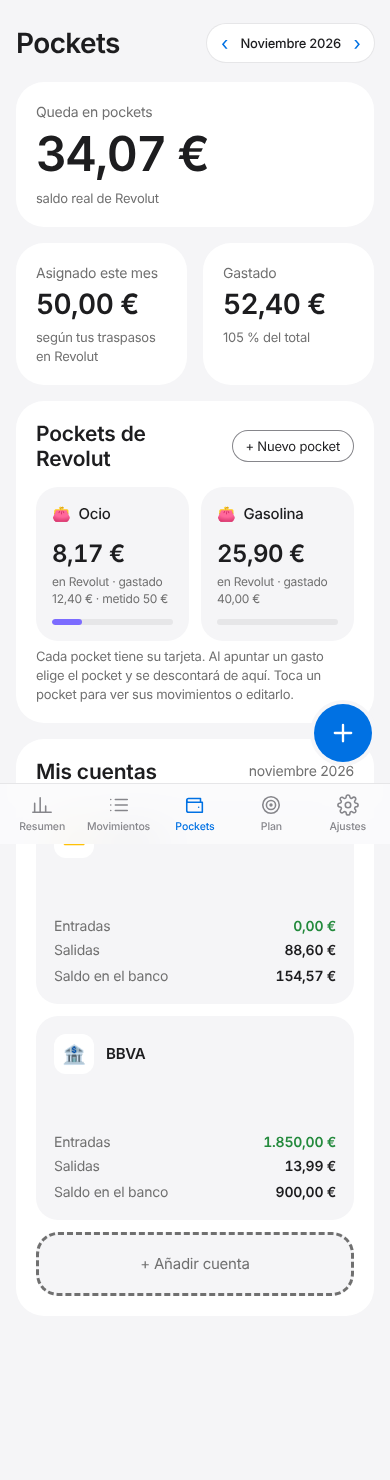 Pockets
‹ Noviembre 2026 ›
Queda en pockets
34,07 €
saldo real de Revolut
Asignado este mes
50,00 €
según tus traspasos
en Revolut
Gastado
52,40 €
105 % del total
Pockets de
Revolut
+ Nuevo pocket
Ocio
8,17 €
en Revolut · gastado
12,40 € · metido 50 €
Gasolina
25,90 €
en Revolut · gastado
40,00 €
Cada pocket tiene su tarjeta. Al apuntar un gasto
elige el pocket y se descontará de aquí. Toca un
pocket para ver sus movimientos o editarlo.
Mis cuentas
noviembre 2026
Resumen
Movimientos
Pockets
Plan
Ajustes
Entradas 0,00 €
Salidas 88,60 €
Saldo en el banco 154,57 €
BBVA
Entradas 1.850,00 €
Salidas 13,99 €
Saldo en el banco 900,00 €
+ Añadir cuenta